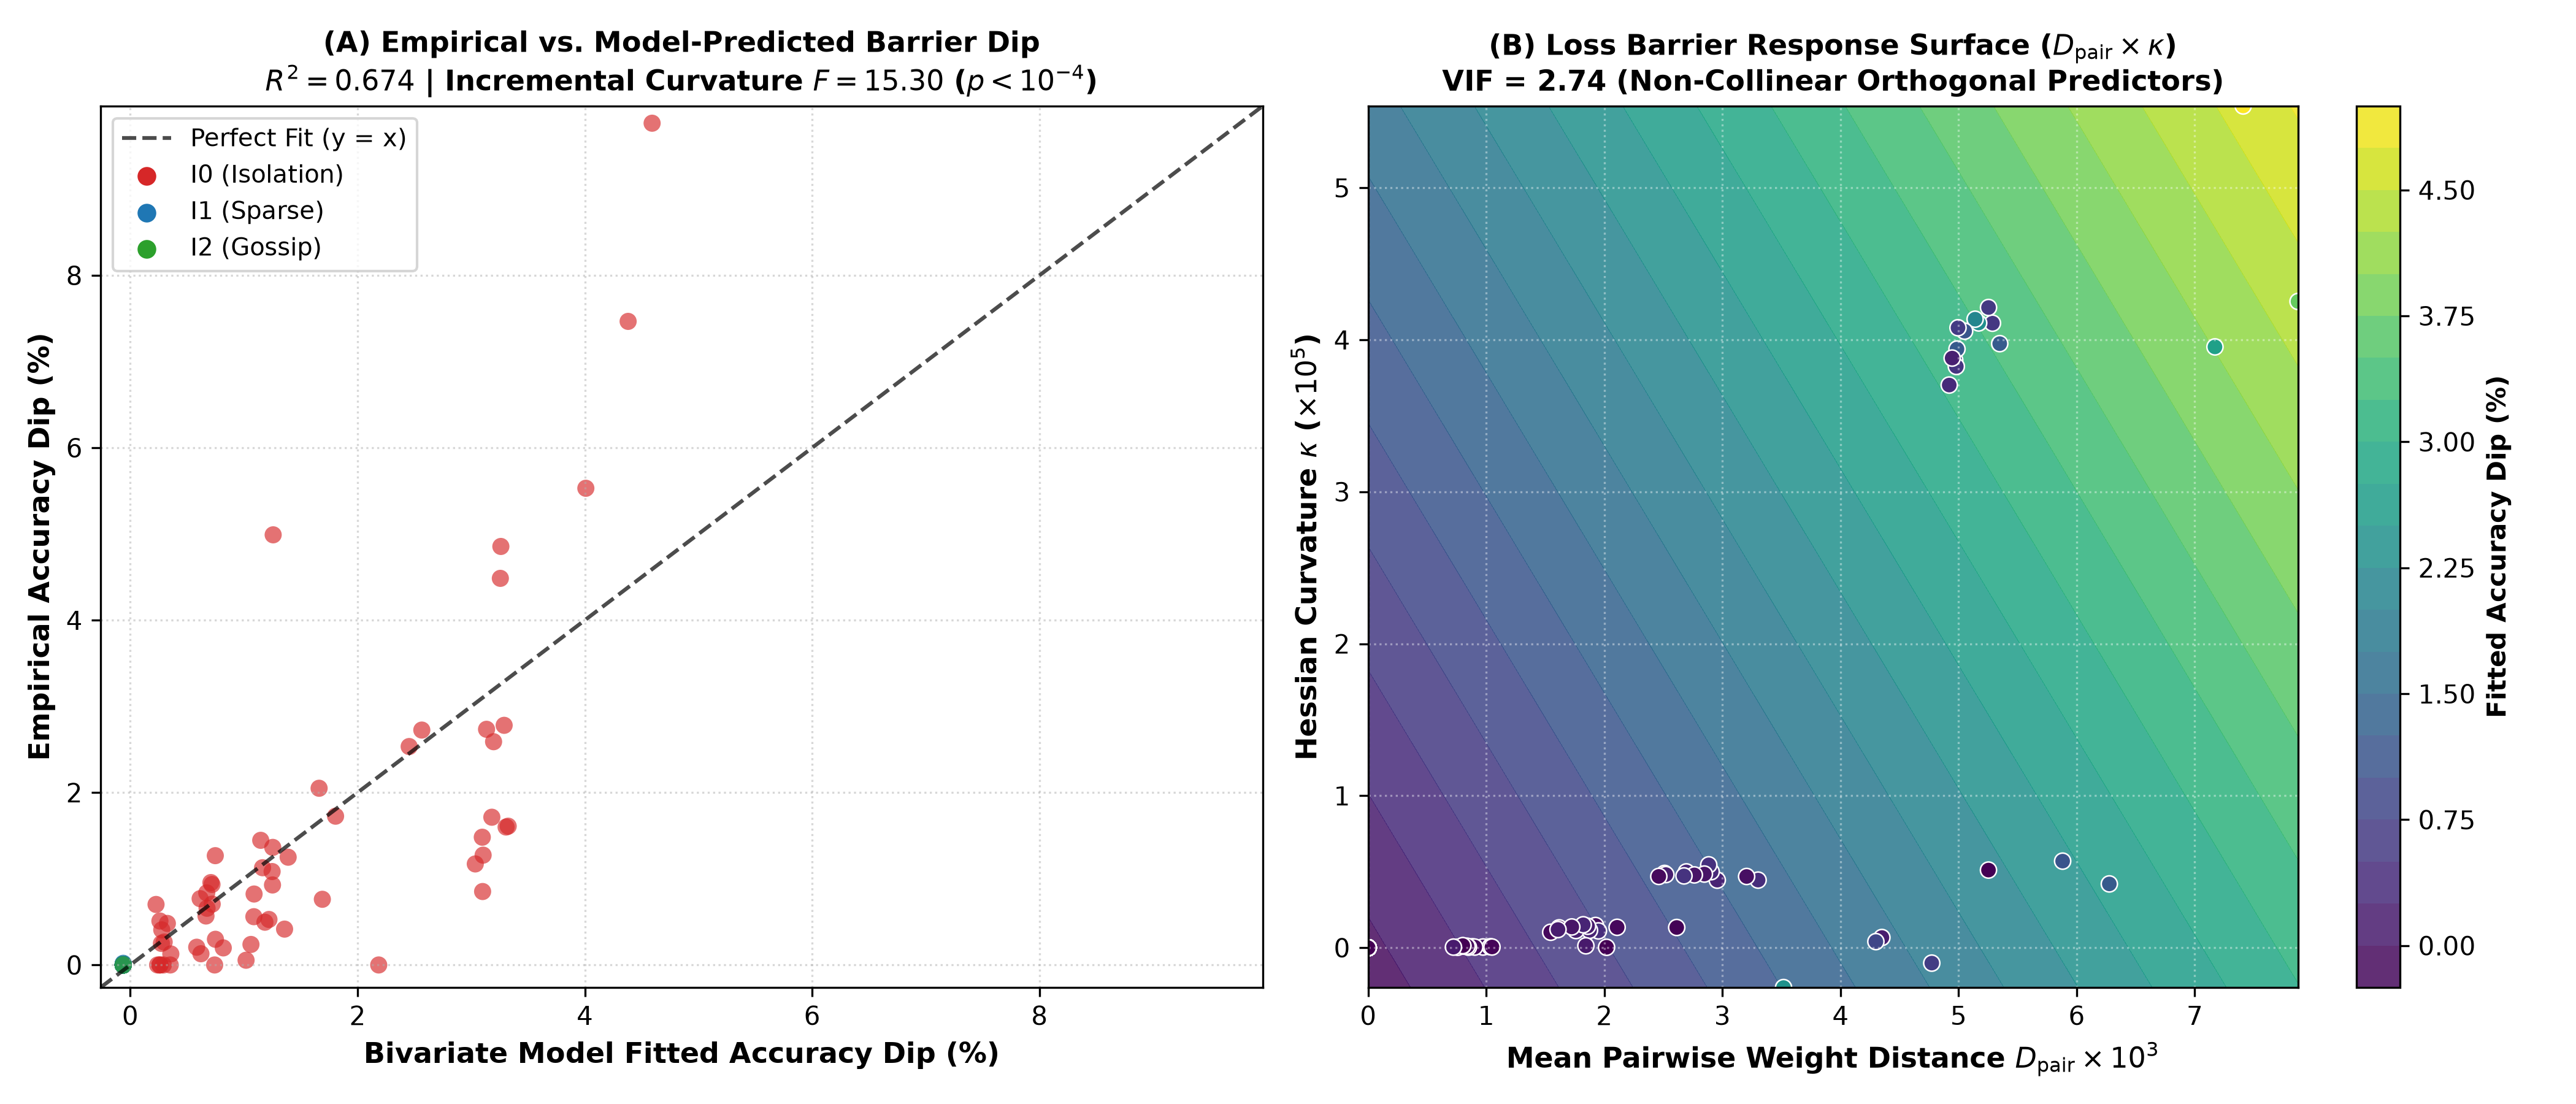 (A) Empirical vs. Model-Predicted Barrier Dip
R² = 0.674 | Incremental Curvature F = 15.30 (p < 10⁻⁴)
Perfect Fit (y = x)
I0 (Isolation)
I1 (Sparse)
I2 (Gossip)
8
6
4
2
0
Empirical Accuracy Dip (%)
0 2 4 6 8
Bivariate Model Fitted Accuracy Dip (%)
(B) Loss Barrier Response Surface (D_pair × κ)
VIF = 2.74 (Non-Collinear Orthogonal Predictors)
5
4
3
2
1
0
Hessian Curvature κ (×10⁵)
0 1 2 3 4 5 6 7
Mean Pairwise Weight Distance D_pair × 10³
4.50
3.75
3.00
2.25
1.50
0.75
0.00
Fitted Accuracy Dip (%)